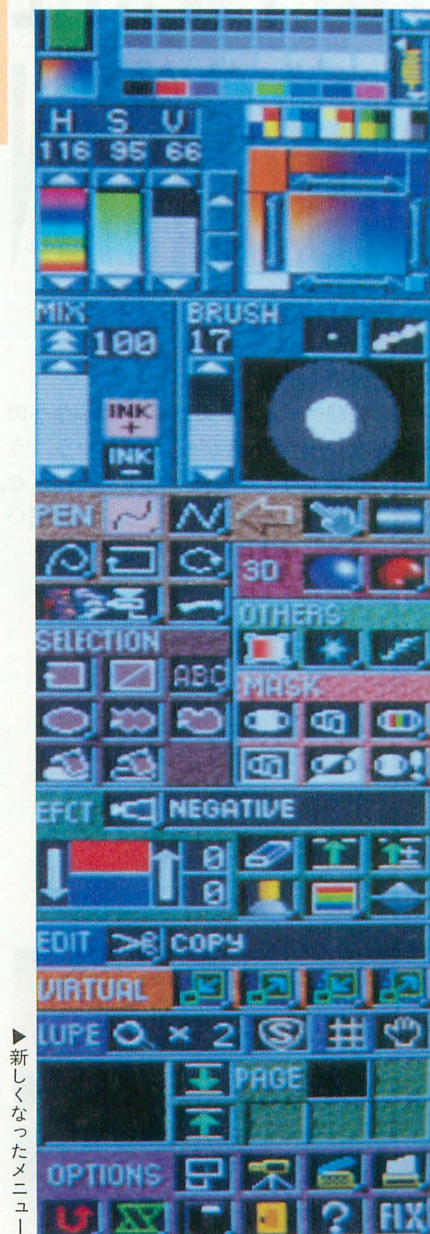 H S V
116 95 66
MIX
100
BRUSH
17
INK
+
INK
−
PEN
3D
OTHERS
SELECTION
ABC
MASK
EFCT NEGATIVE
0
0
EDIT COPY
VIRTUAL
LUPE × 2 S
PAGE
OPTIONS
? FIX
▶新しくなったメニュー